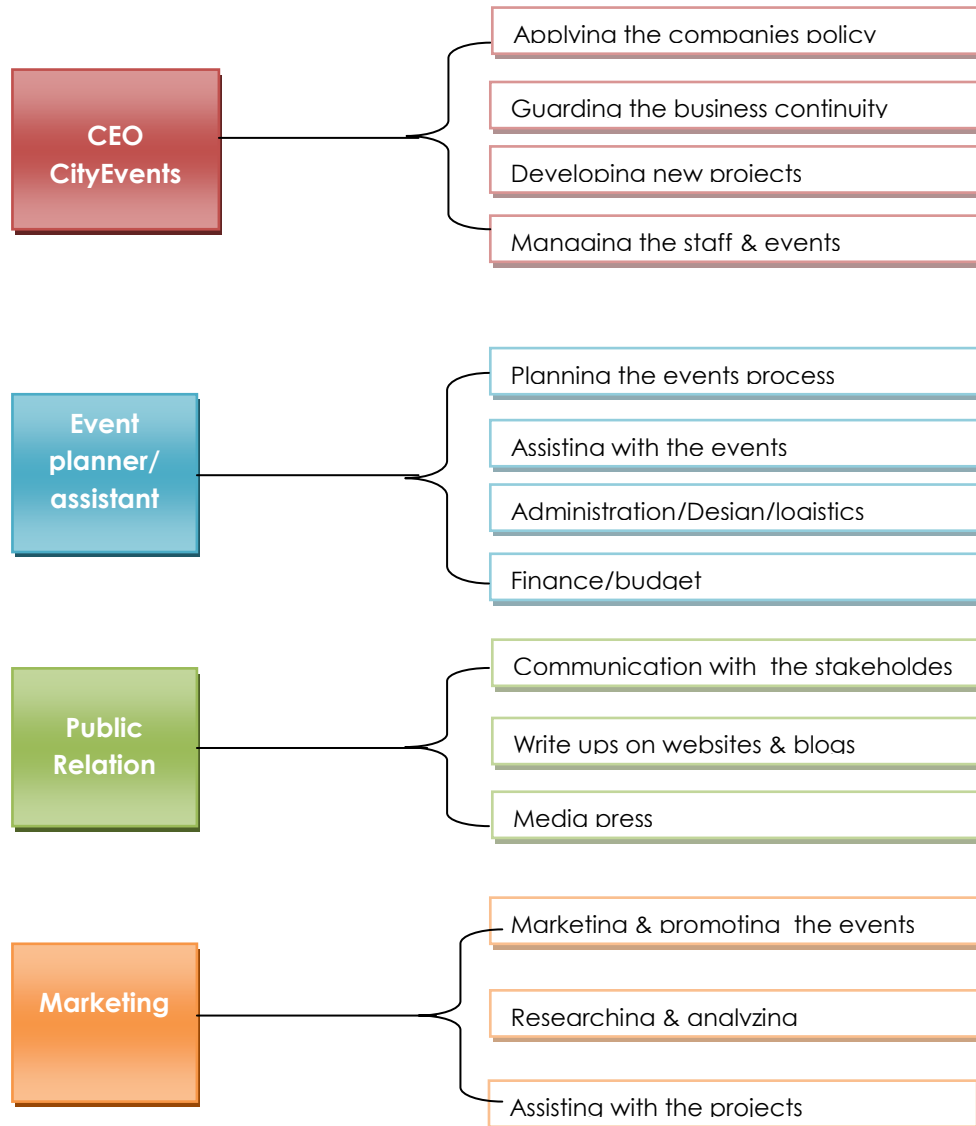 CEO
CityEvents
Applying the companies policy
Guarding the business continuity
Developing new projects
Managing the staff & events
Event
planner/
assistant
Planning the events process
Assisting with the events
Administration/Design/logistics
Finance/budget
Public
Relation
Communication with  the stakeholdes
Write ups on websites & blogs
Media press
Marketing
Marketing & promoting  the events
Researching & analyzing
Assisting with the projects